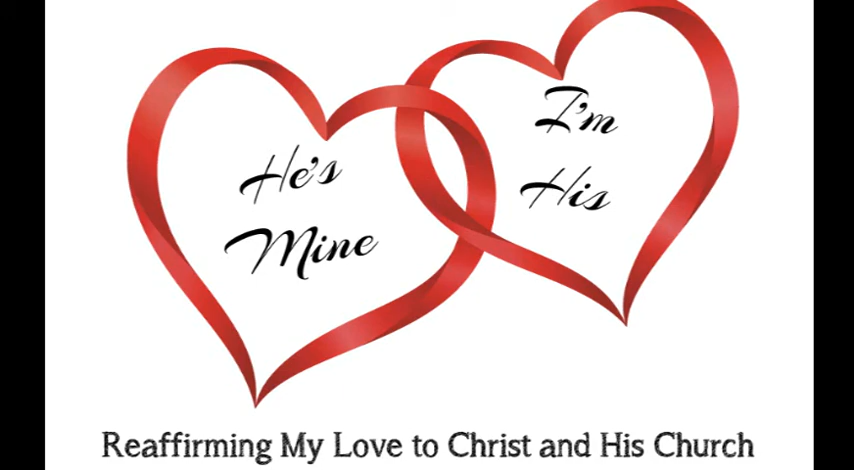 He's
Mine
I'm
His
Reaffirming My Love to Christ and His Church